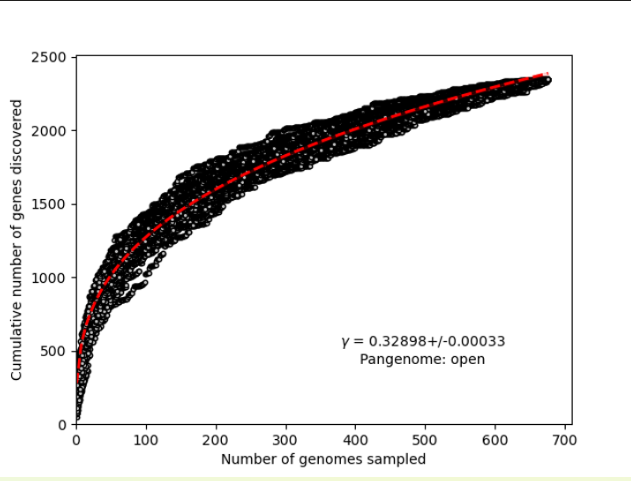 2500
2000
1500
1000
500
0
Cumulative number of genes discovered
γ = 0.32898+/-0.00033
Pangenome: open
0 100 200 300 400 500 600 700
Number of genomes sampled